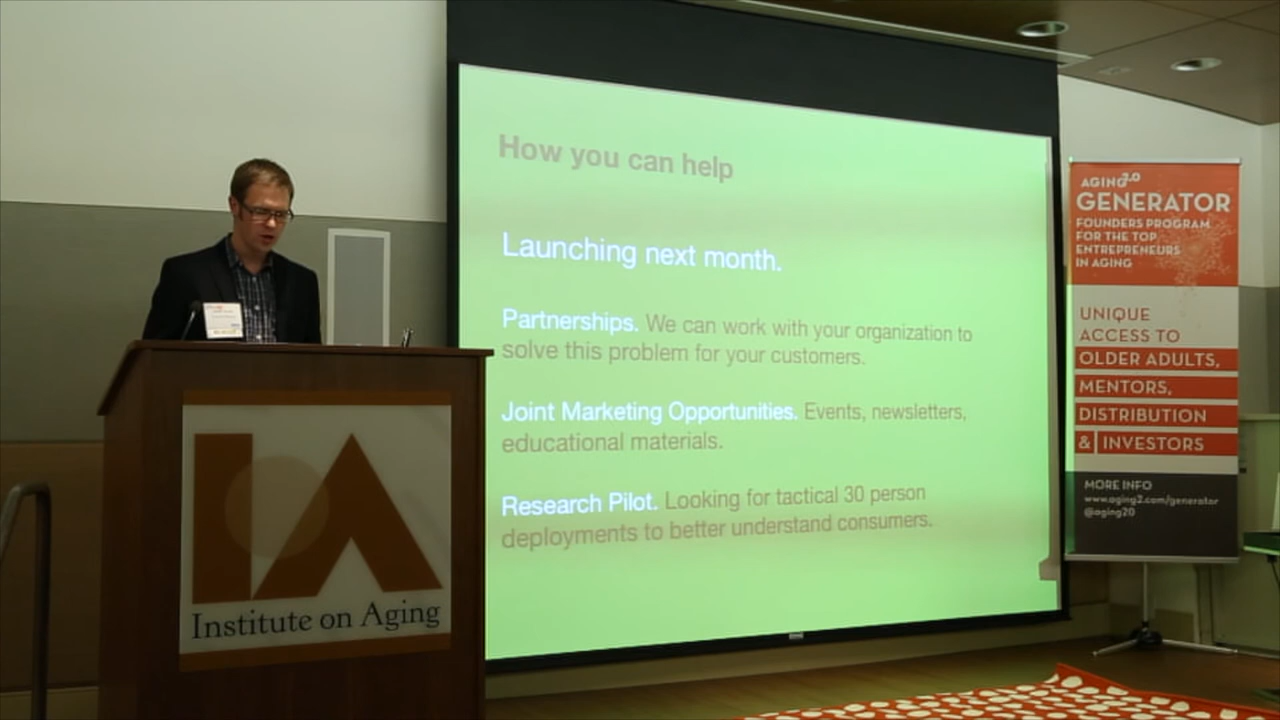 How you can help
Launching next month.
Partnerships. We can work with your organization to
solve this problem for your customers.
Joint Marketing Opportunities. Events, newsletters,
educational materials.
Research Pilot. Looking for tactical 30 person
deployments to better understand consumers.
IA
Institute on Aging
AGING2.0
GENERATOR
FOUNDERS PROGRAM
FOR THE TOP
ENTREPRENEURS
IN AGING
UNIQUE
ACCESS TO
OLDER ADULTS,
MENTORS,
DISTRIBUTION
& INVESTORS
MORE INFO
www.aging2.com/generator
@aging20